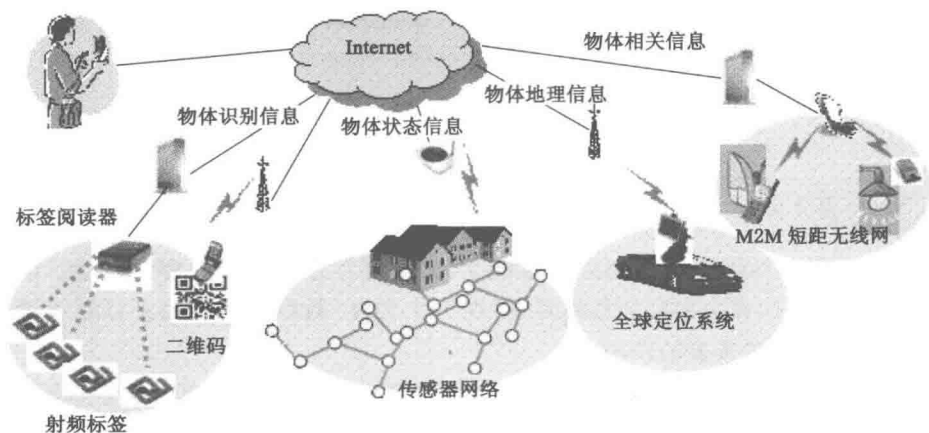 Internet
物体相关信息
物体地理信息
物体识别信息
物体状态信息
标签阅读器
M2M 短距无线网
全球定位系统
二维码
传感器网络
射频标签